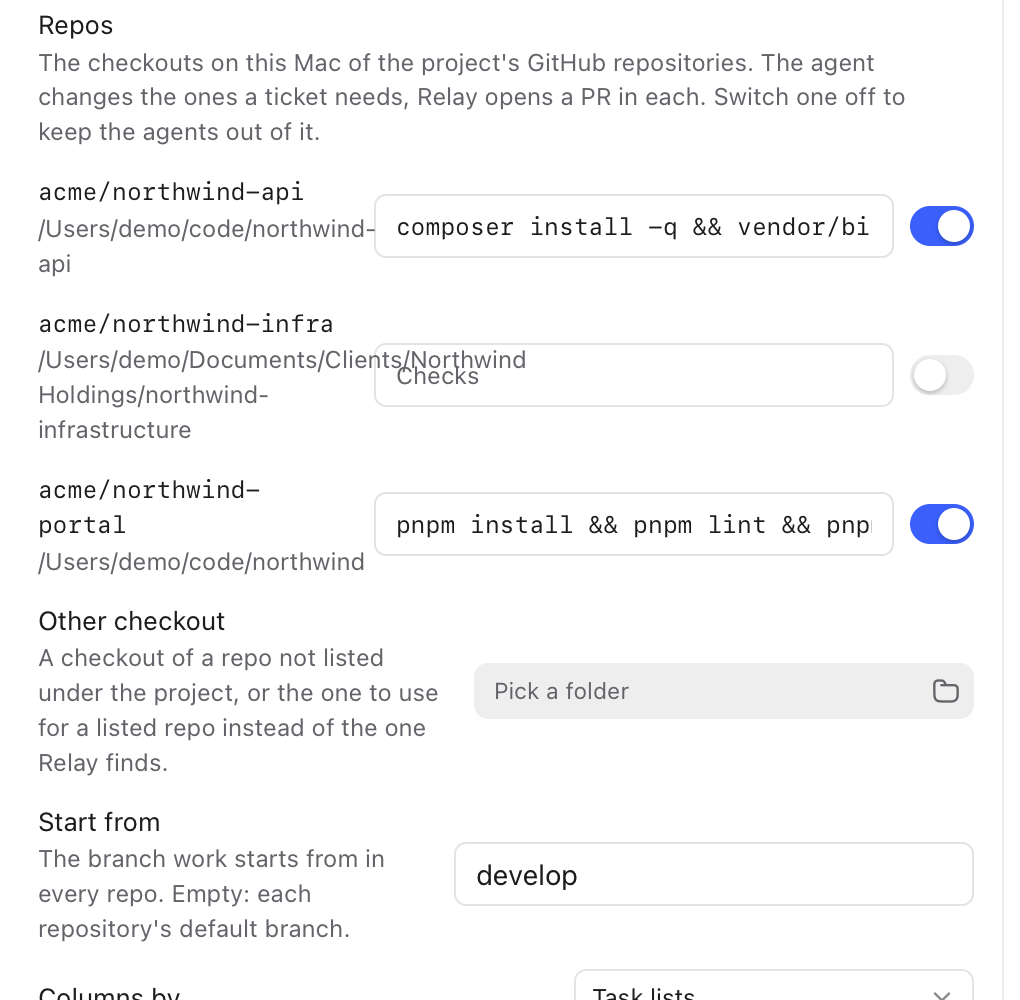 Repos
The checkouts on this Mac of the project's GitHub repositories. The agent
changes the ones a ticket needs, Relay opens a PR in each. Switch one off to
keep the agents out of it.
acme/northwind-api
/Users/demo/code/northwind-
api
composer install -q && vendor/bi
acme/northwind-infra
/Users/demo/Documents/Clients/Northwind
Holdings/northwind-
infrastructure
Checks
acme/northwind-
portal
/Users/demo/code/northwind
pnpm install && pnpm lint && pnp
Other checkout
A checkout of a repo not listed
under the project, or the one to use
for a listed repo instead of the one
Relay finds.
Pick a folder
Start from
The branch work starts from in
every repo. Empty: each
repository's default branch.
develop
Columns by
Task lists